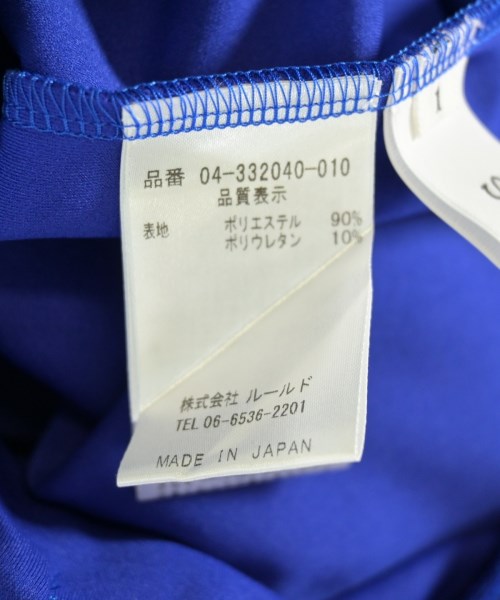 品番 04-332040-010
品質表示
表地 ポリエステル 90%
ポリウレタン 10%
株式会社 ルールド
TEL 06-6536-2201
MADE IN JAPAN
1